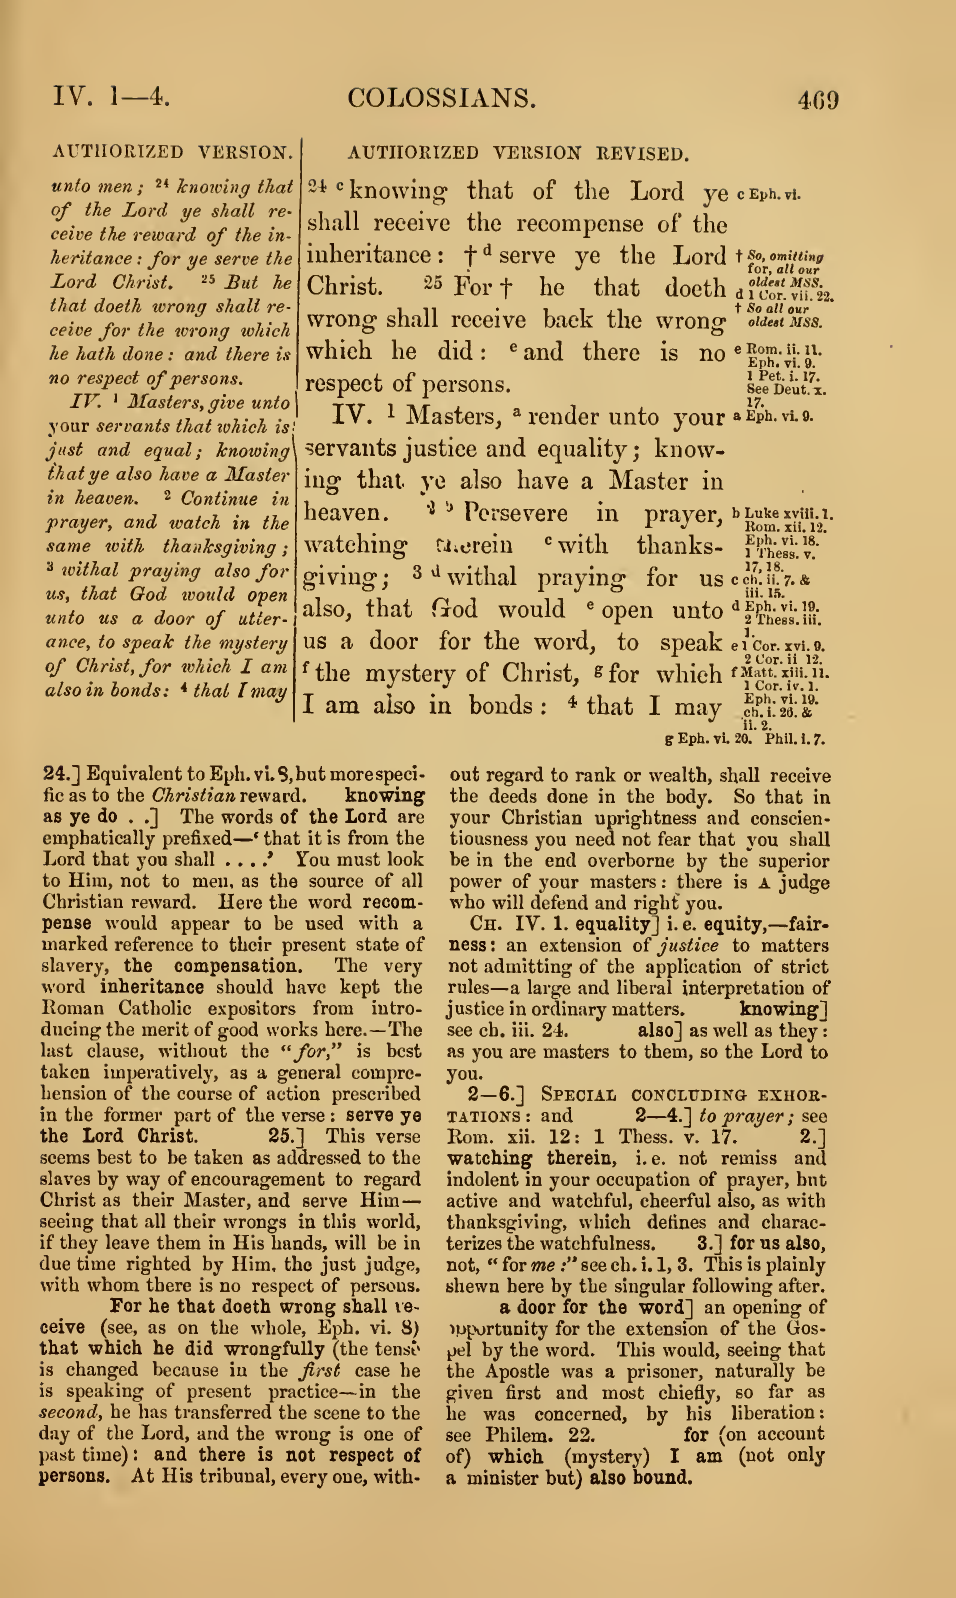 IV. 1—4.
COLOSSIANS.
469
AUTHORIZED VERSION.
unto men; 24 knowing that
of the Lord ye shall re-
ceive the reward of the in-
heritance: for ye serve the
Lord Christ. 25 But he
that doeth wrong shall re-
ceive for the wrong which
he hath done: and there is
no respect of persons.
IV. 1 Masters, give unto
your servants that which is
just and equal; knowing
that ye also have a Master
in heaven. 2 Continue in
prayer, and watch in the
same with thanksgiving;
3 withal praying also for
us, that God would open
unto us a door of utter-
ance, to speak the mystery
of Christ, for which I am
also in bonds: 4 that I may
AUTHORIZED VERSION REVISED.
24 c knowing that of the Lord ye
shall receive the recompense of the
inheritance: † d serve ye the Lord
Christ. 25 For † he that doeth
wrong shall receive back the wrong
which he did: e and there is no
respect of persons.
IV. 1 Masters, a render unto your
servants justice and equality; know-
ing that ye also have a Master in
heaven. 2 b Persevere in prayer,
watching therein c with thanks-
giving; 3 d withal praying for us
also, that God would e open unto
us a door for the word, to speak
f the mystery of Christ, g for which
I am also in bonds: 4 that I may
c Eph. vi.
† So, omitting
for, all our
oldest MSS.
d 1 Cor. vii. 22.
† So all our
oldest MSS.
e Rom. ii. 11.
Eph. vi. 9.
1 Pet. i. 17.
See Deut. x.
17.
a Eph. vi. 9.
b Luke xviii. 1.
Rom. xii. 12.
Eph. vi. 18.
1 Thess. v.
17, 18.
c ch. ii. 7. &
iii. 15.
d Eph. vi. 19.
2 Thess. iii.
1.
e 1 Cor. xvi. 9.
2 Cor. ii 12.
f Matt. xiii. 11.
1 Cor. iv. 1.
Eph. vi. 19.
ch. i. 26. &
ii. 2.
g Eph. vi. 20. Phil. i. 7.
24.] Equivalent to Eph. vi. 8, but more speci-
fic as to the Christian reward. knowing
as ye do . .] The words of the Lord are
emphatically prefixed—‘ that it is from the
Lord that you shall . . . .’ You must look
to Him, not to men, as the source of all
Christian reward. Here the word recom-
pense would appear to be used with a
marked reference to their present state of
slavery, the compensation. The very
word inheritance should have kept the
Roman Catholic expositors from intro-
ducing the merit of good works here.—The
last clause, without the “for,” is best
taken imperatively, as a general compre-
hension of the course of action prescribed
in the former part of the verse: serve ye
the Lord Christ. 25.] This verse
seems best to be taken as addressed to the
slaves by way of encouragement to regard
Christ as their Master, and serve Him—
seeing that all their wrongs in this world,
if they leave them in His hands, will be in
due time righted by Him, the just judge,
with whom there is no respect of persons.
For he that doeth wrong shall re-
ceive (see, as on the whole, Eph. vi. 8)
that which he did wrongfully (the tense
is changed because in the first case he
is speaking of present practice—in the
second, he has transferred the scene to the
day of the Lord, and the wrong is one of
past time): and there is not respect of
persons. At His tribunal, every one, with-
out regard to rank or wealth, shall receive
the deeds done in the body. So that in
your Christian uprightness and conscien-
tiousness you need not fear that you shall
be in the end overborne by the superior
power of your masters: there is A judge
who will defend and right you.
CH. IV. 1. equality] i. e. equity,—fair-
ness: an extension of justice to matters
not admitting of the application of strict
rules—a large and liberal interpretation of
justice in ordinary matters. knowing]
see ch. iii. 24. also] as well as they:
as you are masters to them, so the Lord to
you.
2—6.] SPECIAL CONCLUDING EXHOR-
TATIONS: and 2—4.] to prayer; see
Rom. xii. 12: 1 Thess. v. 17. 2.]
watching therein, i. e. not remiss and
indolent in your occupation of prayer, but
active and watchful, cheerful also, as with
thanksgiving, which defines and charac-
terizes the watchfulness. 3.] for us also,
not, “for me:” see ch. i. 1, 3. This is plainly
shewn here by the singular following after.
a door for the word] an opening of
opportunity for the extension of the Gos-
pel by the word. This would, seeing that
the Apostle was a prisoner, naturally be
given first and most chiefly, so far as
he was concerned, by his liberation:
see Philem. 22. for (on account
of) which (mystery) I am (not only
a minister but) also bound.